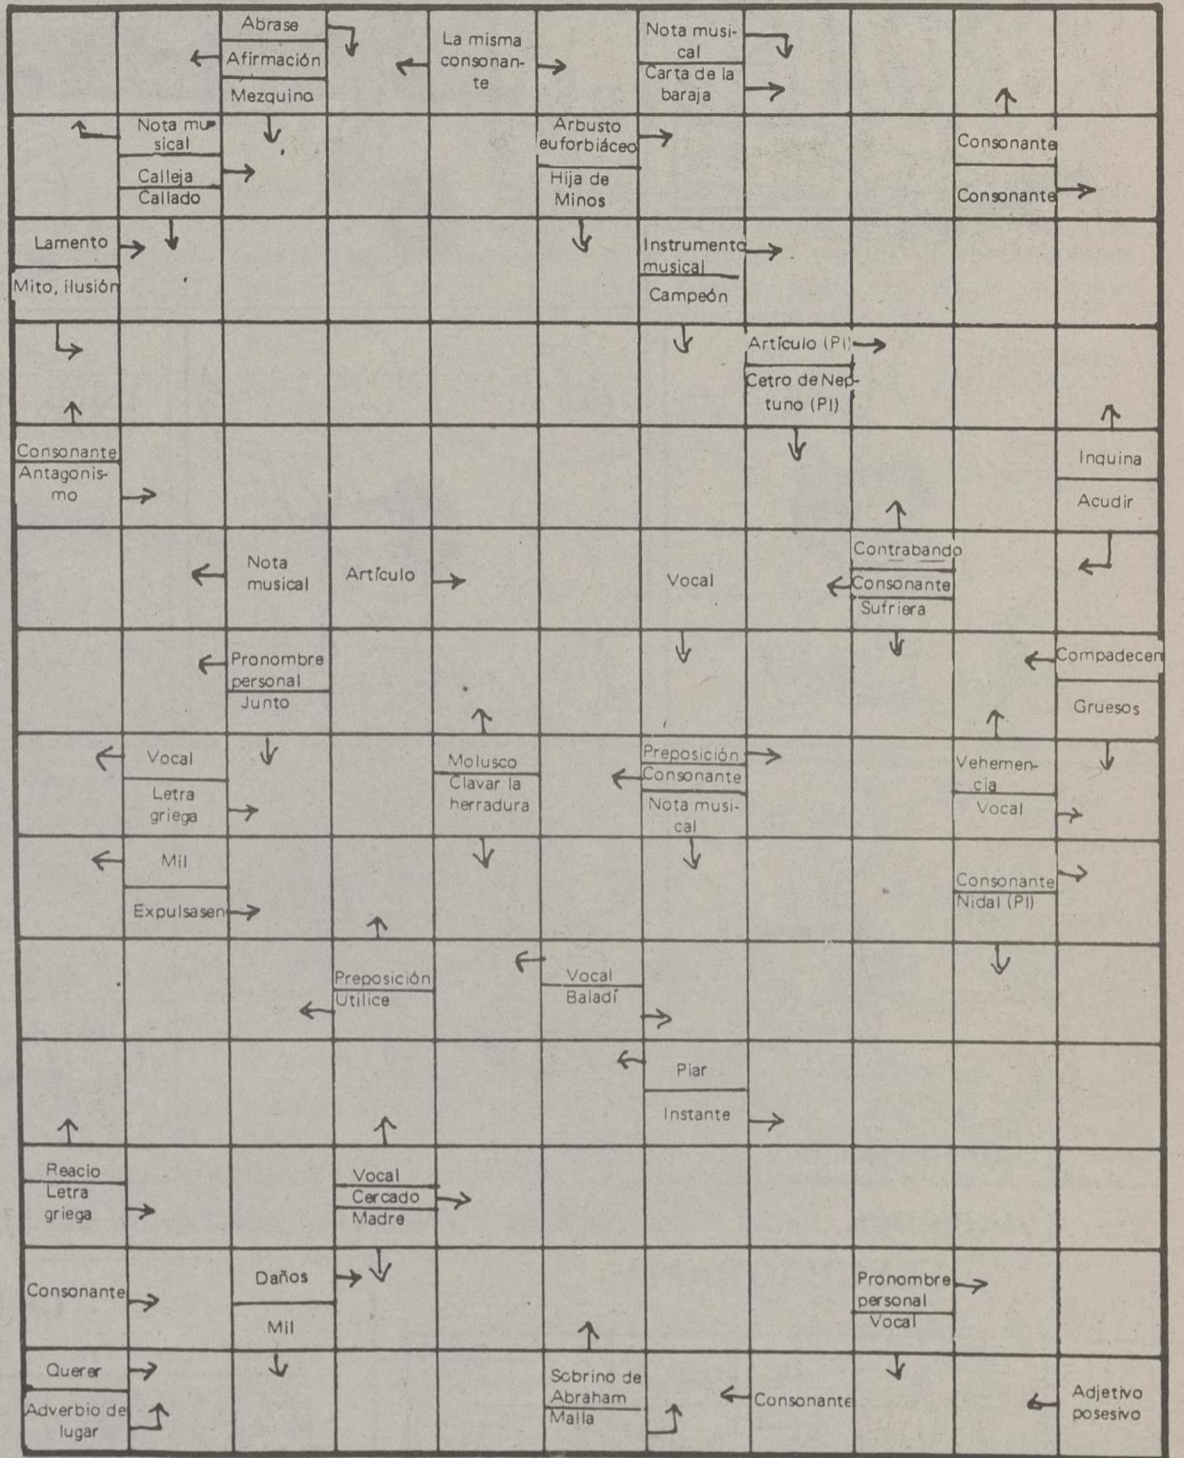 Abrase
Afirmación
Mezquino
La misma
consonan-
te
Nota musi-
cal
Carta de la
baraja
Nota mu-
sical
Calleja
Callado
Arbusto
euforbiáceo
Hija de
Minos
Consonante
Consonante
Lamento
Mito, ilusión
Instrumento
musical
Campeón
Artículo (Pl)
Cetro de Nep-
tuno (Pl)
Consonante
Antagonis-
mo
Inquina
Acudir
Nota
musical
Artículo
Vocal
Contrabando
Consonante
Sufriera
Pronombre
personal
Junto
Compadecen
Gruesos
Vocal
Letra
griega
Molusco
Clavar la
herradura
Preposición
Consonante
Nota musi-
cal
Vehemen-
cia
Vocal
Mil
Expulsasen
Consonante
Nidal (Pl)
Preposición
Utilice
Vocal
Baladí
Piar
Instante
Reacio
Letra
griega
Vocal
Cercado
Madre
Consonante
Daños
Mil
Pronombre
personal
Vocal
Querer
Adverbio de
lugar
Sobrino de
Abraham
Malla
Consonante
Adjetivo
posesivo